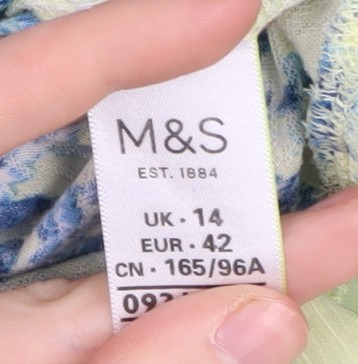 M&S
EST. 1884
UK · 14
EUR · 42
CN · 165/96A